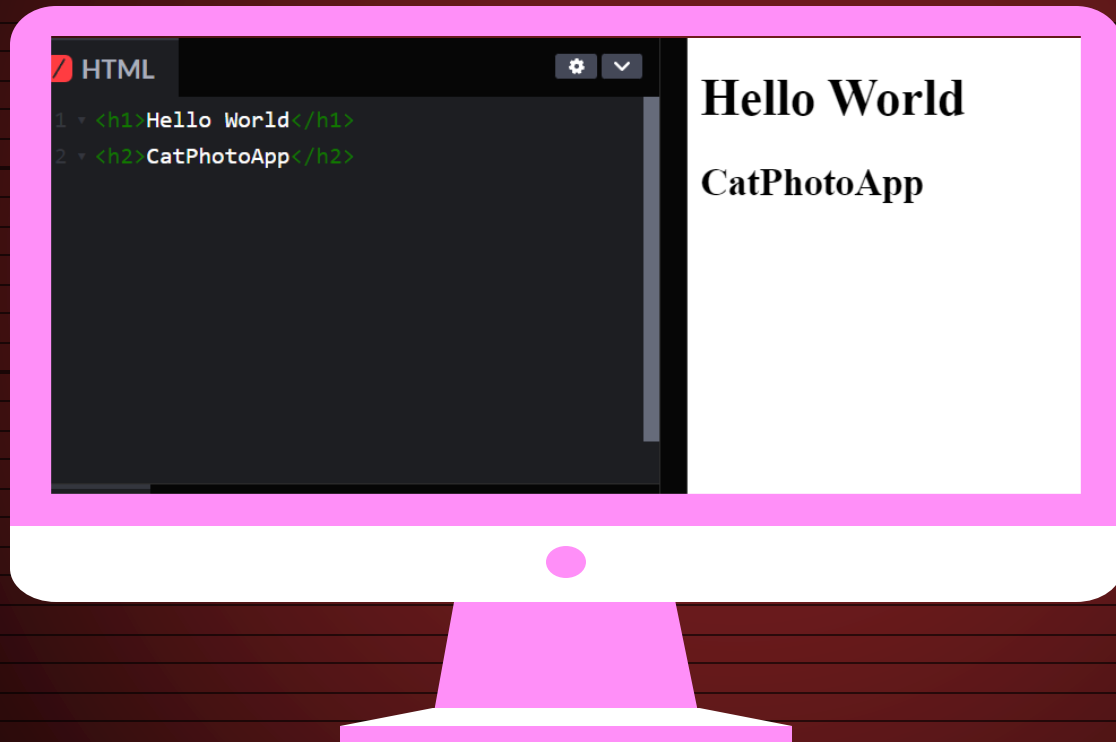 / HTML
1 <h1>Hello World</h1>
2 <h2>CatPhotoApp</h2>
Hello World
CatPhotoApp